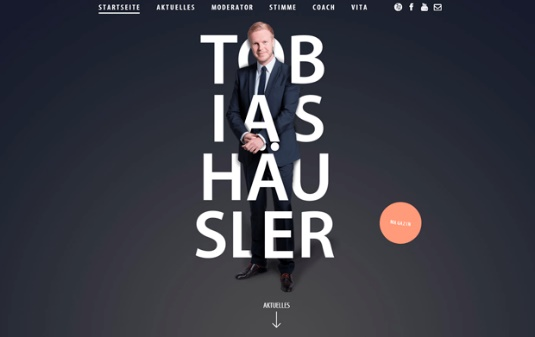 STARTSEITE AKTUELLES MODERATOR STIMME COACH VITA
TOB
IAS
HÄU
SLER
AKTUELLES